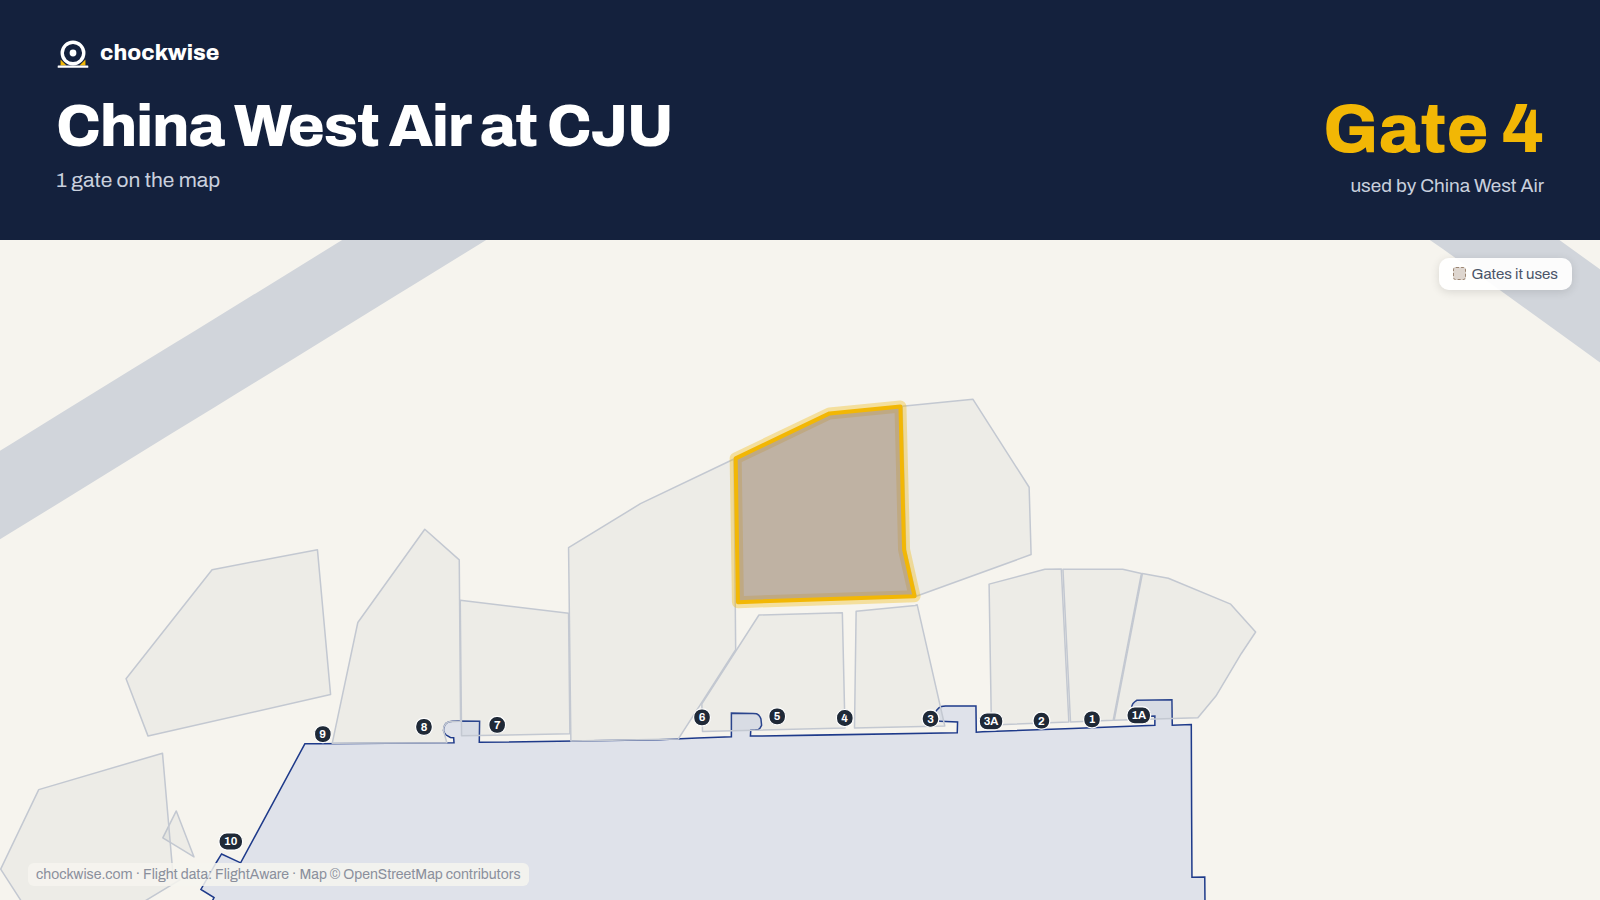 chockwise
China West Air at CJU
1 gate on the map
Gate 4
used by China West Air
Gates it uses
9
8
7
6
5
4
3
3A
2
1
1A
10
chockwise.com · Flight data: FlightAware · Map © OpenStreetMap contributors